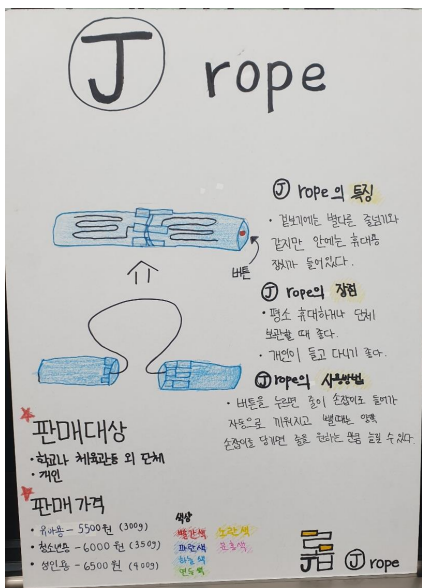 J rope
J rope의 특징
• 겉보기에는 별다른 줄넘기와
같지만 안에는 휴대용
장치가 들어있다.
버튼
J rope의 장점
• 평소 휴대하거나 단체
보관할 때 좋다.
• 개인이 들고 다니기 좋다.
J rope의 사용방법
• 버튼을 누르면 줄이 손잡이로 들어가
자동으로 끼워지고 뺄때는 양쪽
손잡이를 당기면 줄을 원하는 만큼 늘릴 수 있다.
판매대상
• 학교나 체육관등 외 단체
• 개인
판매가격
• 유아용 - 5500원 (300g)
• 청소년용 - 6000원 (350g)
• 성인용 - 6500원 (400g)
색상
빨간색 노란색
파란색 분홍색
하늘색
연두색
J rope